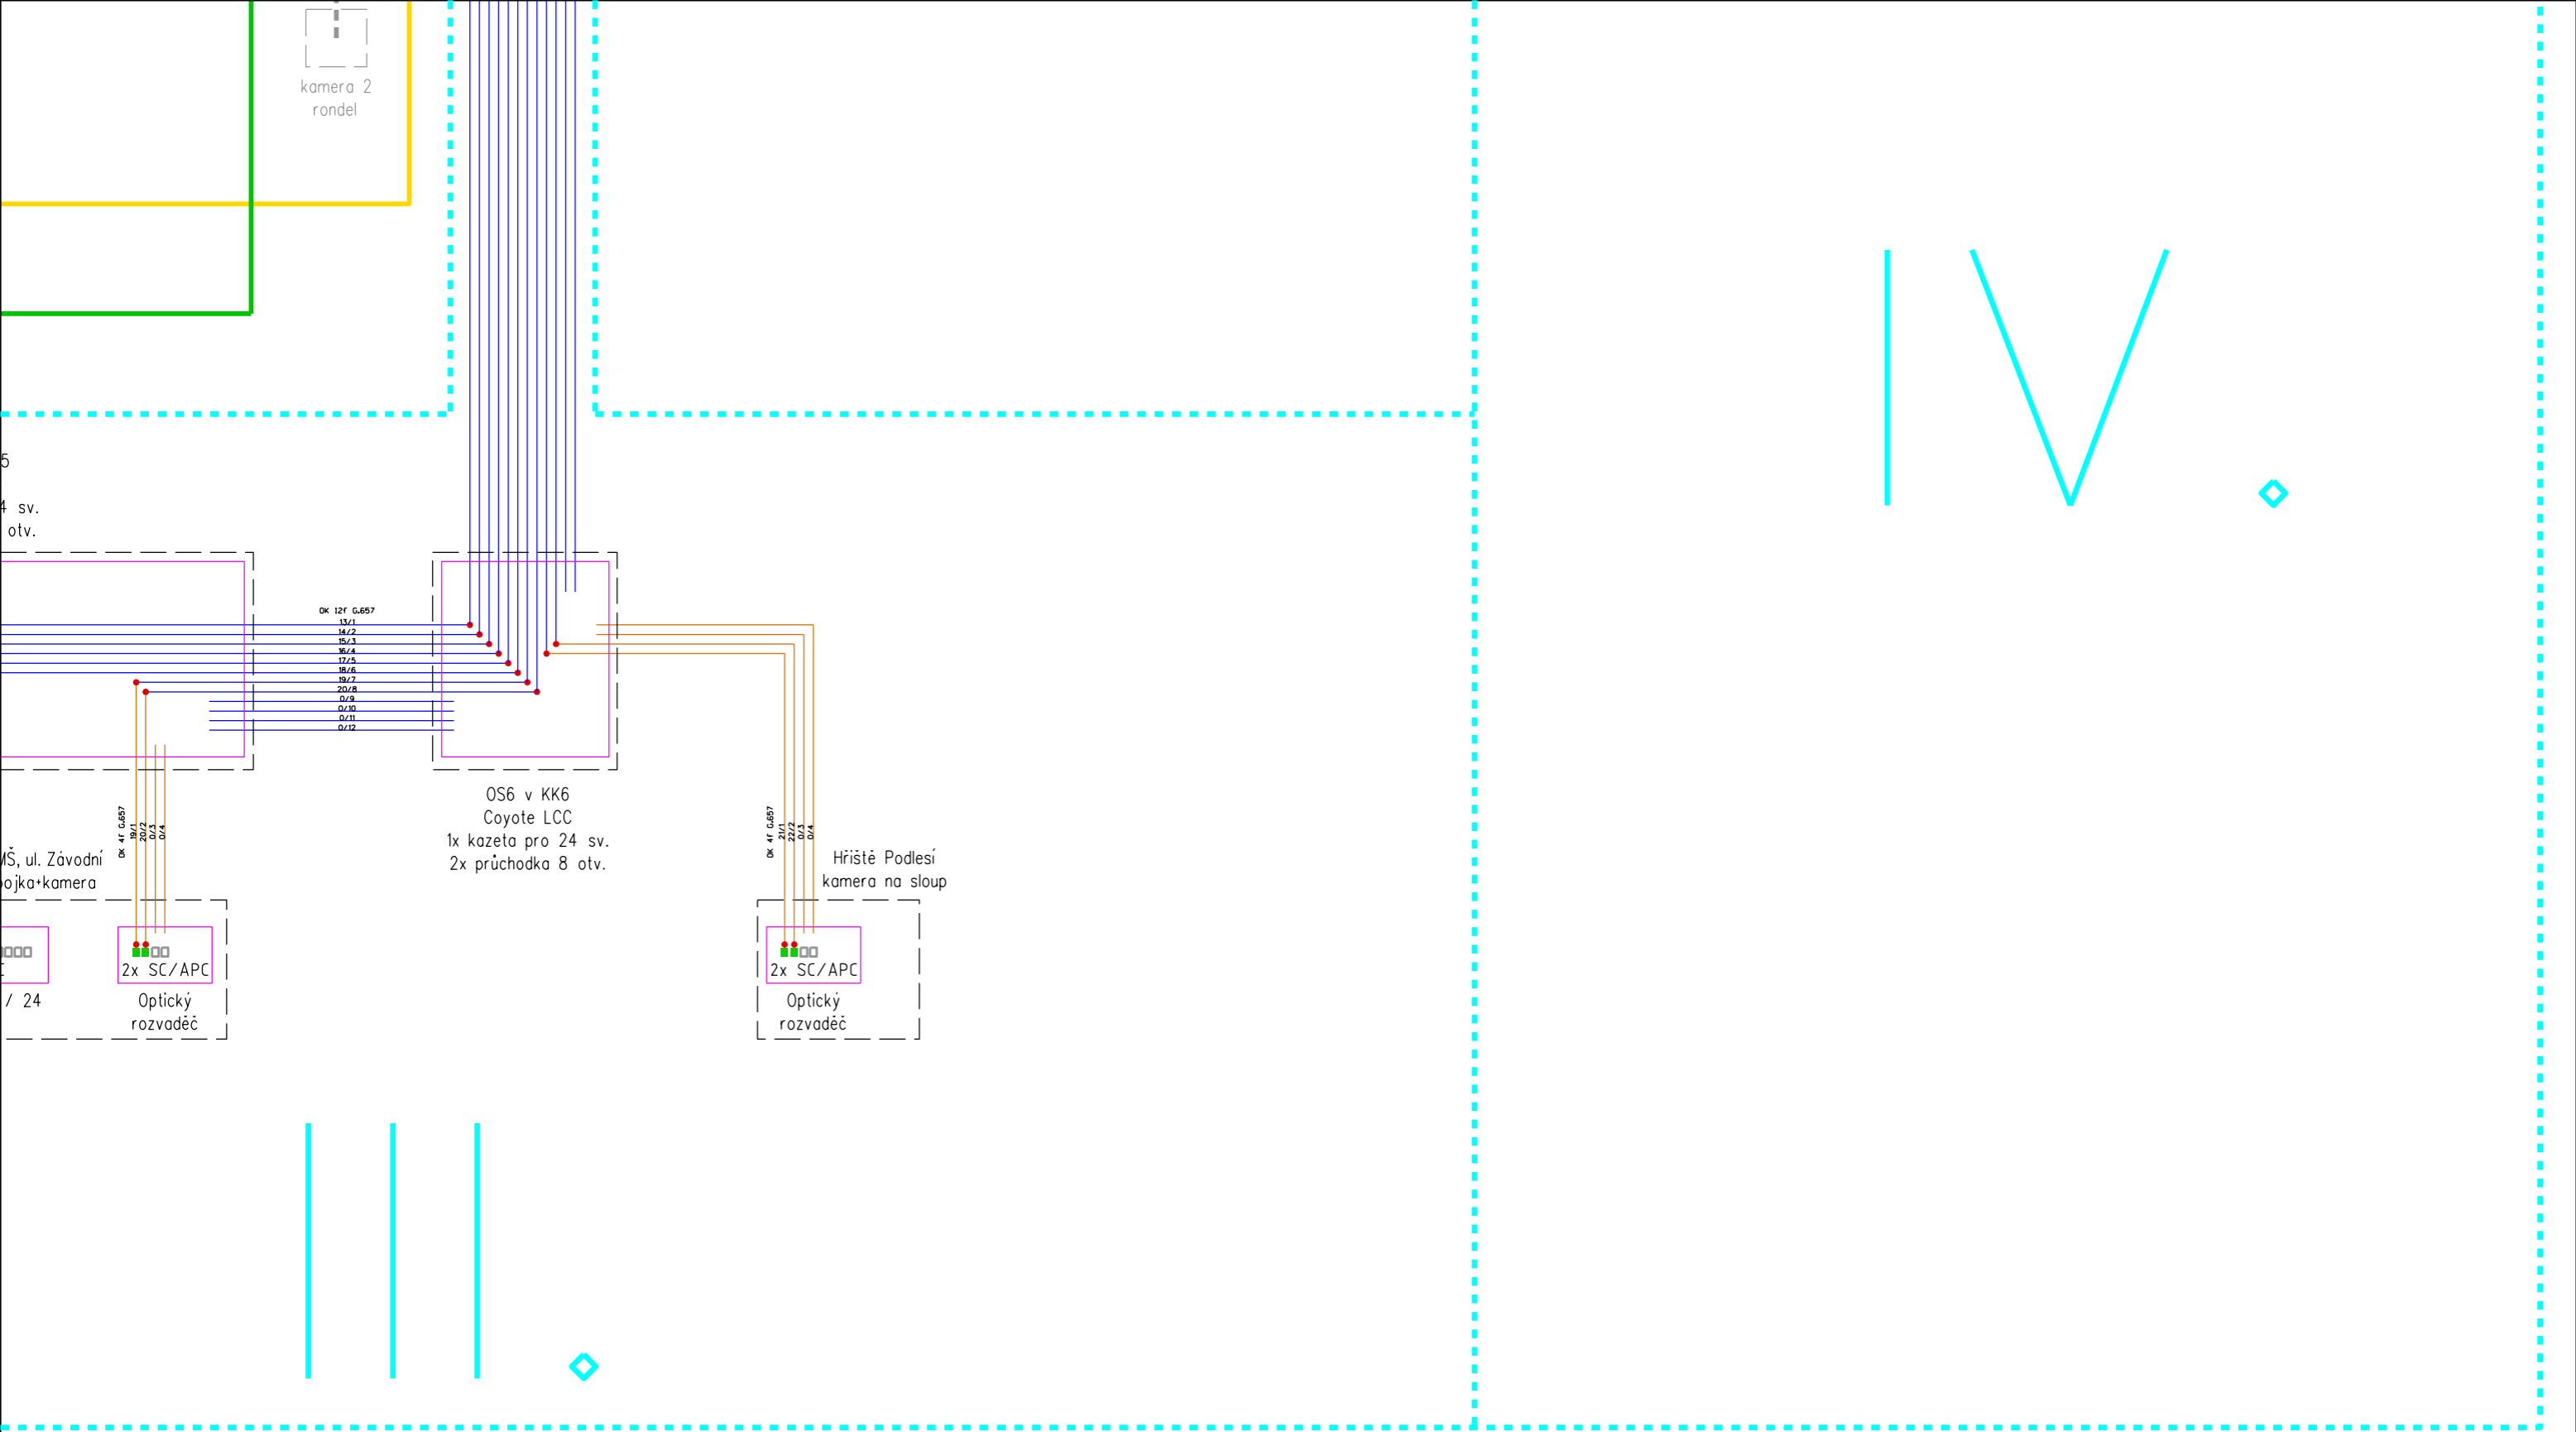 kamera 2
rondel
IV.
5
4 sv.
otv.
OK 12f G.657
13/1
14/2
15/3
16/4
17/5
18/6
19/7
20/8
0/9
0/10
0/11
0/12
OS6 v KK6
Coyote LCC
1x kazeta pro 24 sv.
2x průchodka 8 otv.
OK 4f G.657
19/1
20/2
0/3
0/4
MŠ, ul. Závodní
ojka+kamera
2x SC/APC
/ 24
Optický
rozvaděč
OK 4f G.657
21/1
22/2
0/3
0/4
Hřiště Podlesí
kamera na sloup
2x SC/APC
Optický
rozvaděč
III.